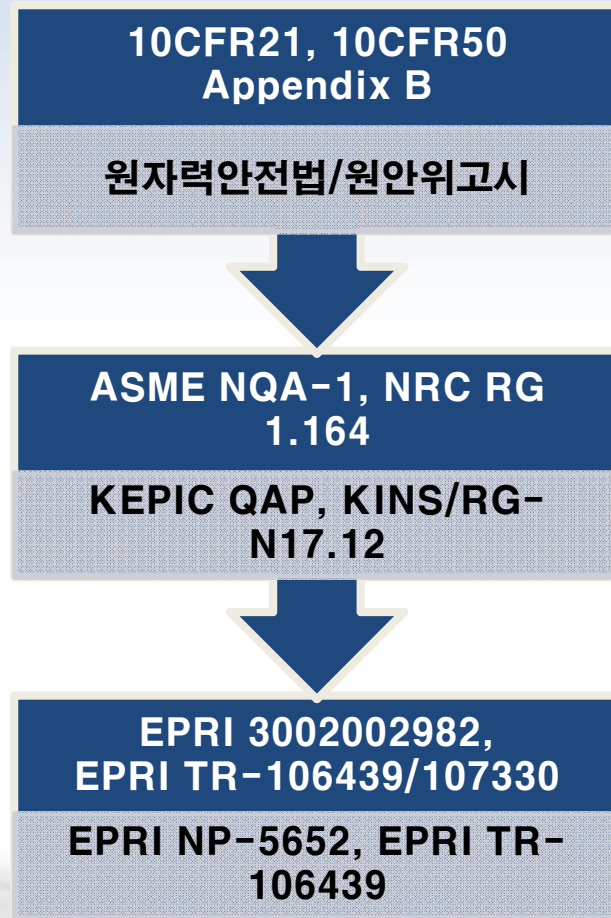 10CFR21, 10CFR50
Appendix B
원자력안전법/원안위고시
ASME NQA-1, NRC RG
1.164
KEPIC QAP, KINS/RG-
N17.12
EPRI 3002002982,
EPRI TR-106439/107330
EPRI NP-5652, EPRI TR-
106439